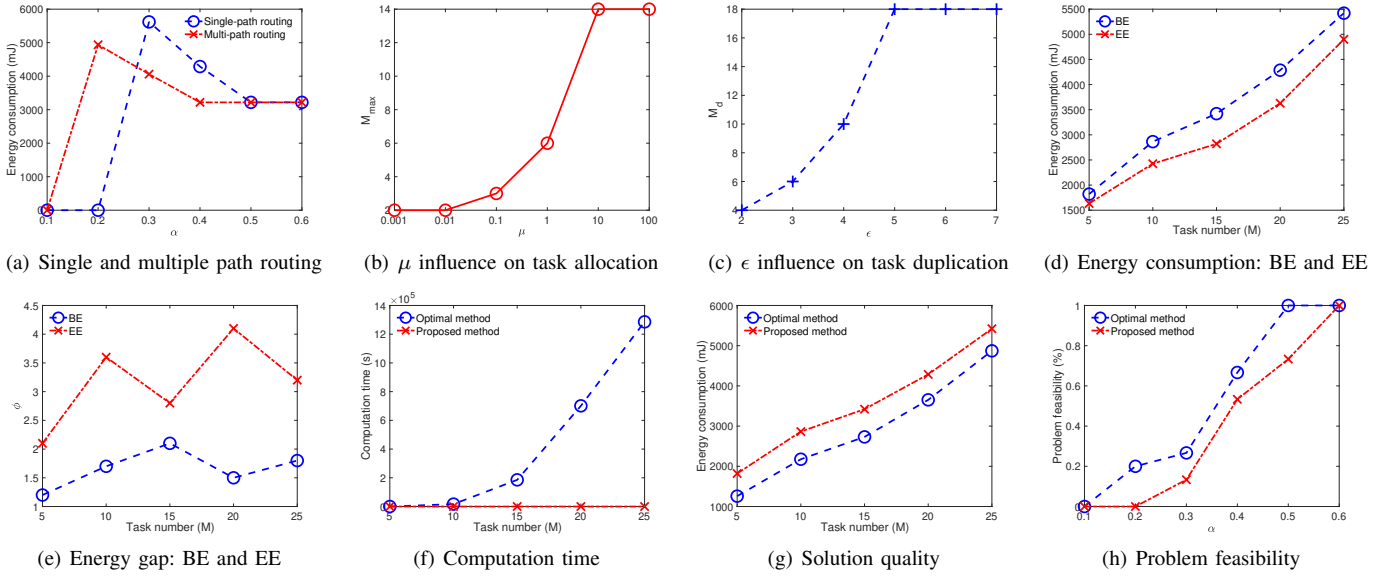 6000
5000
4000
3000
2000
1000
0
Energy consumption (mJ)
Single-path routing
Multi-path routing
0.1 0.2 0.3 0.4 0.5 0.6
α
(a) Single and multiple path routing
14
12
10
8
6
4
2
M_max
0.001 0.01 0.1 1 10 100
μ
(b) μ influence on task allocation
18
16
14
12
10
8
6
4
M_d
2 3 4 5 6 7
ϵ
(c) ϵ influence on task duplication
5500
5000
4500
4000
3500
3000
2500
2000
1500
Energy consumption (mJ)
BE
EE
5 10 15 20 25
Task number (M)
(d) Energy consumption: BE and EE
4.5
4
3.5
3
2.5
2
1.5
1
ϕ
BE
EE
5 10 15 20 25
Task number (M)
(e) Energy gap: BE and EE
×10^5
14
12
10
8
6
4
2
0
Computation time (s)
Optimal method
Proposed method
5 10 15 20 25
Task number (M)
(f) Computation time
6000
5000
4000
3000
2000
1000
Energy consumption (mJ)
Optimal method
Proposed method
5 10 15 20 25
Task number (M)
(g) Solution quality
1
0.8
0.6
0.4
0.2
0
Problem feasibility (%)
Optimal method
Proposed method
0.1 0.2 0.3 0.4 0.5 0.6
α
(h) Problem feasibility